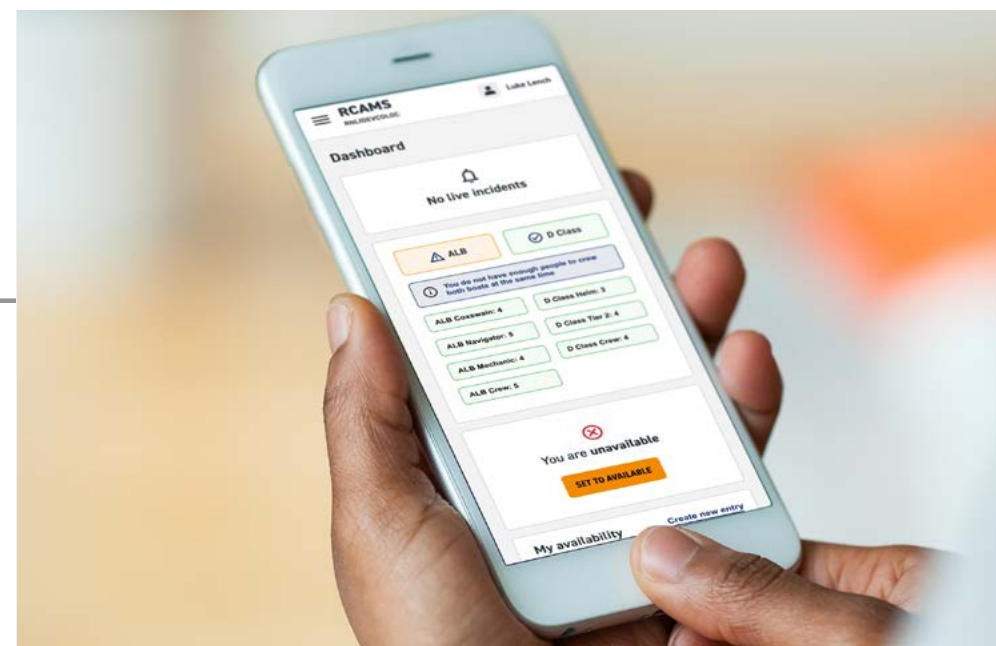 RCAMS
RNLIDEVCOLOC
Luke Lench
Dashboard
No live incidents
ALB
D Class
You do not have enough people to crew
both boats at the same time
ALB Coxswain: 4
D Class Helm: 3
ALB Navigator: 5
D Class Tier 2: 4
ALB Mechanic: 4
D Class Crew: 4
ALB Crew: 5
You are unavailable
SET TO AVAILABLE
My availability
Create new entry